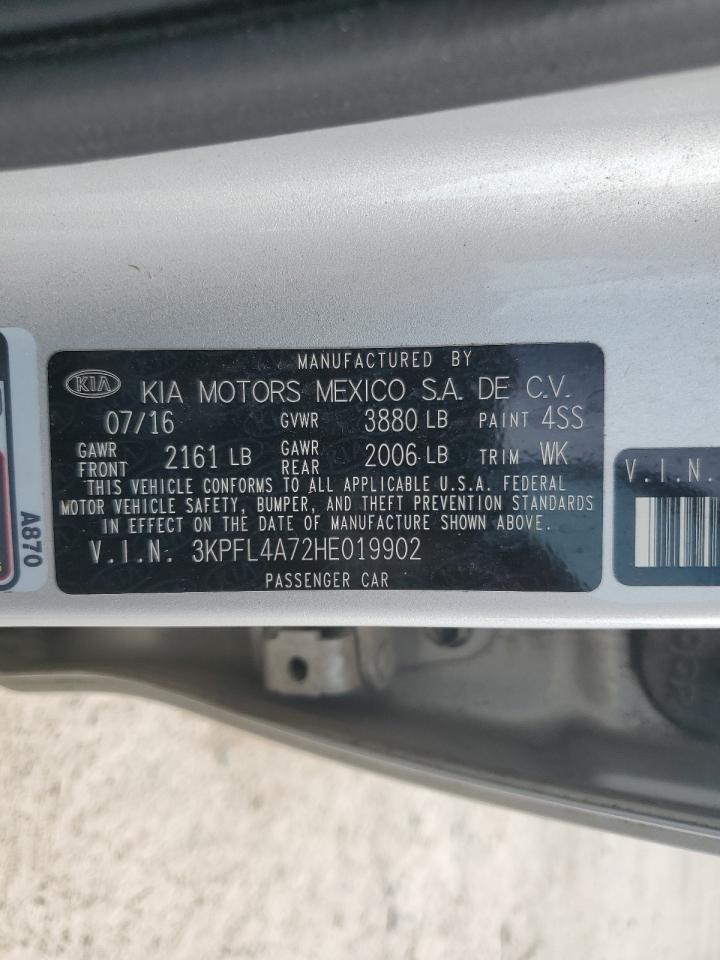 MANUFACTURED BY
KIA KIA MOTORS MEXICO S.A. DE C.V.
07/16 GVWR 3880 LB PAINT 4SS
GAWR FRONT 2161 LB GAWR REAR 2006 LB TRIM WK
THIS VEHICLE CONFORMS TO ALL APPLICABLE U.S.A. FEDERAL
MOTOR VEHICLE SAFETY, BUMPER, AND THEFT PREVENTION STANDARDS
IN EFFECT ON THE DATE OF MANUFACTURE SHOWN ABOVE.
V.I.N. 3KPFL4A72HE019902
PASSENGER CAR
A870
V.I.N.